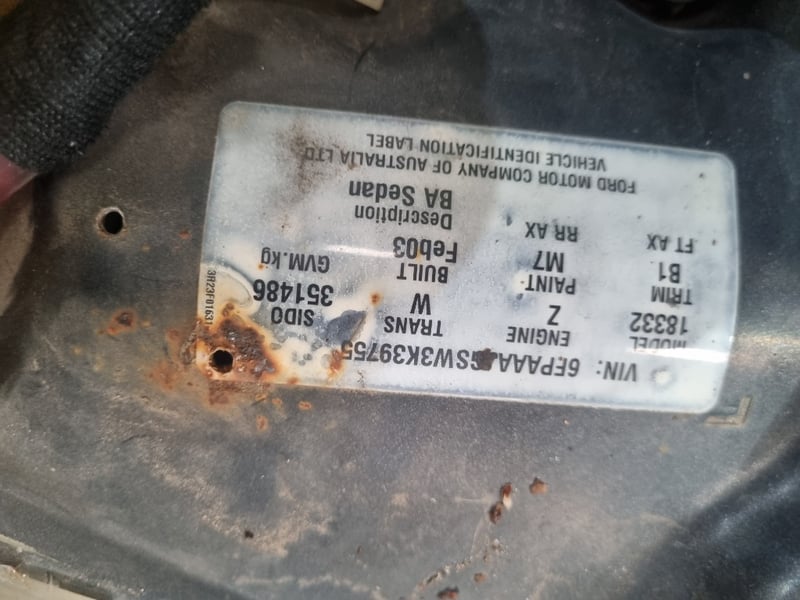 VIN: 6FPAAAJGSW3K39755
MODEL ENGINE TRANS SIDO
18332 Z W 351486
TRIM PAINT BUILT GVM.kg
B1 M7 Feb03
FT AX RR AX Description
BA Sedan
FORD MOTOR COMPANY OF AUSTRALIA LTD
VEHICLE IDENTIFICATION LABEL